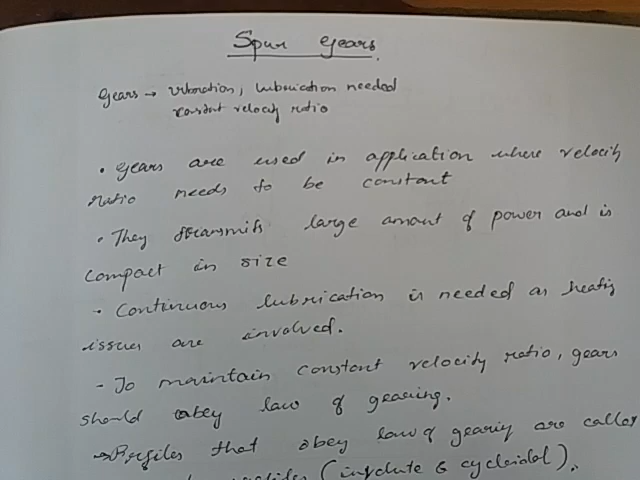 Spur gears.
Gears → vibration, lubrication needed
constant velocity ratio
• gears are used in application where velocity
ratio needs to be constant
• They transmits large amount of power and is
compact in size
• Continuous lubrication is needed as heating
issues are involved.
- To maintain constant velocity ratio, gears
should obey law of gearing.
→ Profiles that obey law of gearing are called
profiles (involute & cycloidal).